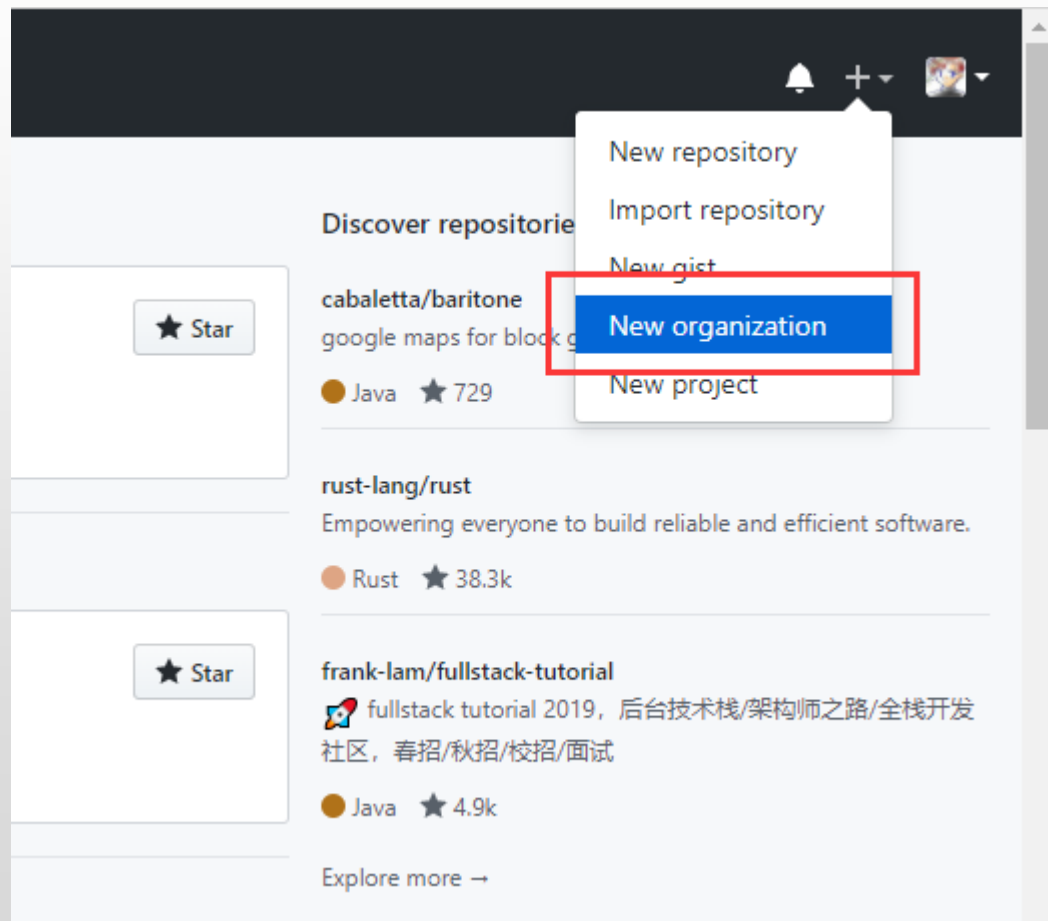 New repository
Import repository
New gist
New organization
New project
Discover repositorie
cabaletta/baritone
google maps for block g
Java 729
Star
rust-lang/rust
Empowering everyone to build reliable and efficient software.
Rust 38.3k
Star
frank-lam/fullstack-tutorial
🚀 fullstack tutorial 2019，后台技术栈/架构师之路/全栈开发
社区，春招/秋招/校招/面试
Java 4.9k
Explore more →